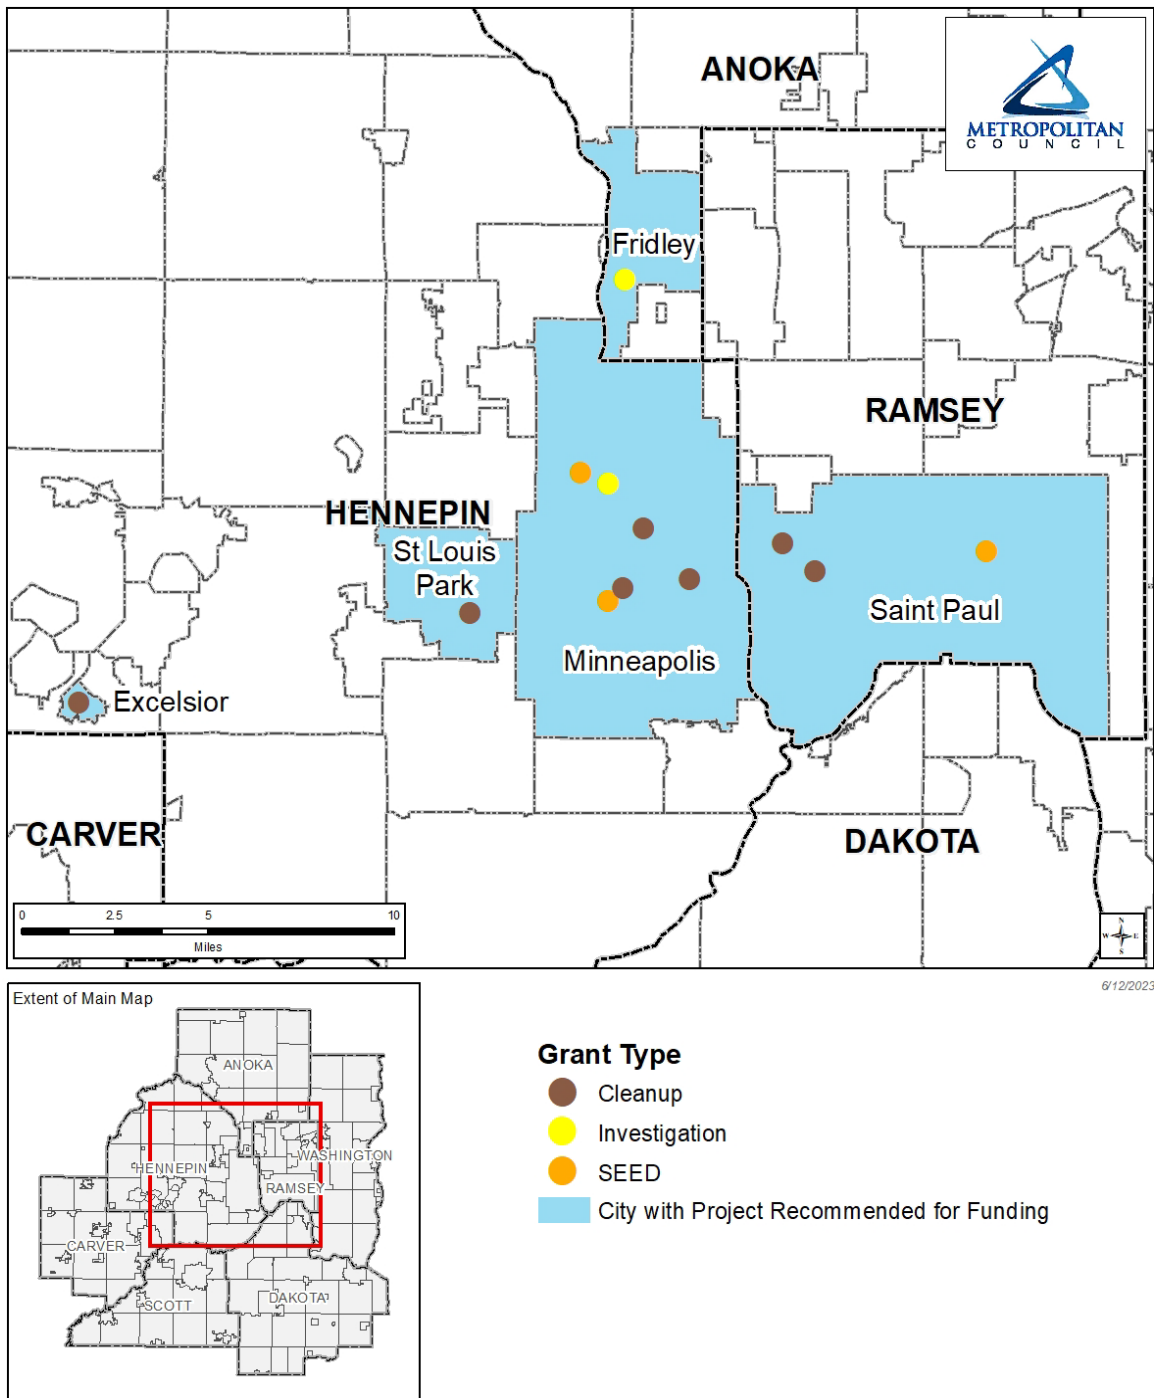 ANOKA
METROPOLITAN
COUNCIL
Fridley
RAMSEY
HENNEPIN
St Louis
Park
Saint Paul
Minneapolis
Excelsior
CARVER
DAKOTA
0 2.5 5 10
Miles
N
W E
S
6/12/2023
Extent of Main Map
ANOKA
WASHINGTON
HENNEPIN
RAMSEY
CARVER
SCOTT
DAKOTA
Grant Type
Cleanup
Investigation
SEED
City with Project Recommended for Funding